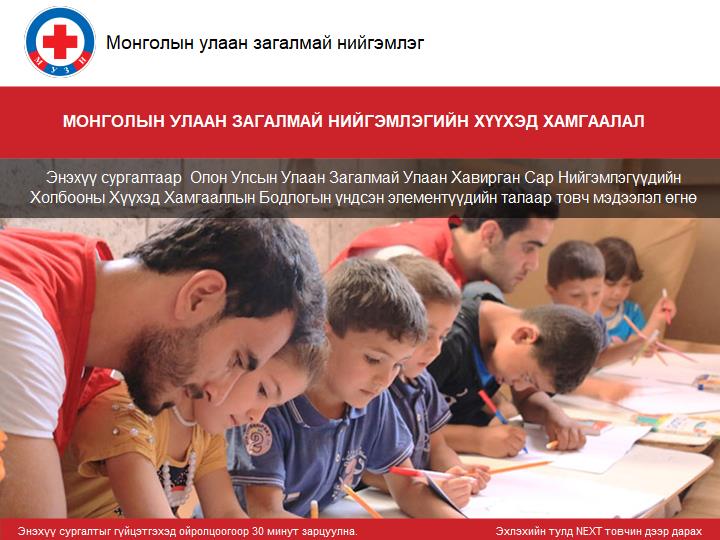 МУЗН
Монголын улаан загалмай нийгэмлэг
МОНГОЛЫН УЛААН ЗАГАЛМАЙ НИЙГЭМЛЭГИЙН ХҮҮХЭД ХАМГААЛАЛ
Энэхүү сургалтаар Олон Улсын Улаан Загалмай Улаан Хавирган Сар Нийгэмлэгүүдийн
Холбооны Хүүхэд Хамгааллын Бодлогын үндсэн элементүүдийн талаар товч мэдээлэл өгнө
2
Энэхүү сургалтыг гүйцэтгэхэд ойролцоогоор 30 минут зарцуулна.
Эхлэхийн тулд NEXT товчин дээр дарах